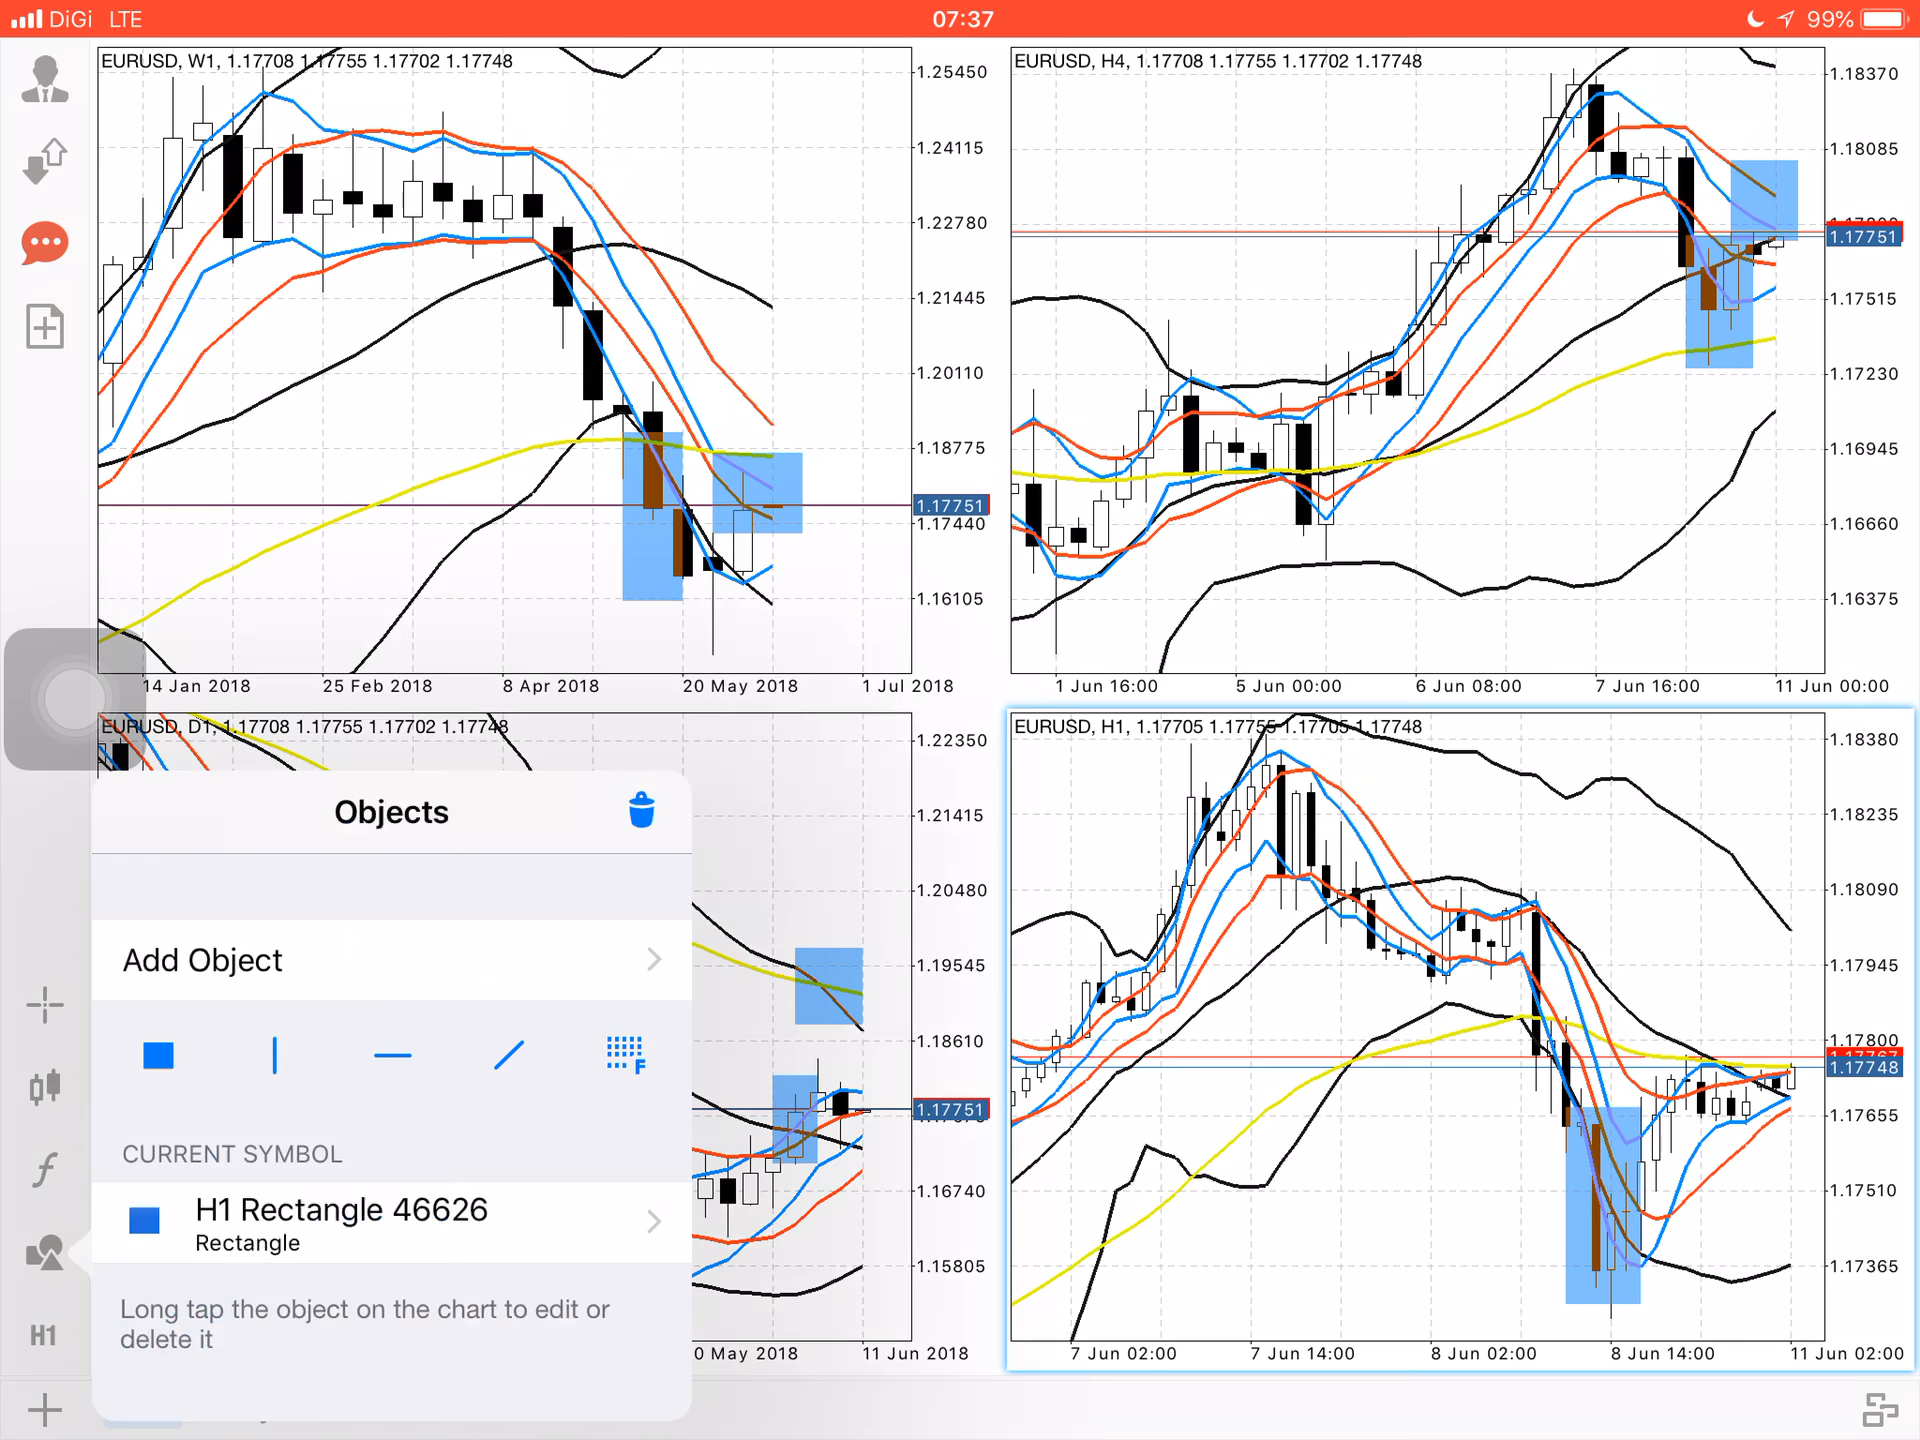 DiGi LTE
07:37
99%
EURUSD, W1, 1.17708 1.17755 1.17702 1.17748
1.25450
1.24115
1.22780
1.21445
1.20110
1.18775
1.17751
1.17440
1.16105
14 Jan 2018
25 Feb 2018
8 Apr 2018
20 May 2018
1 Jul 2018
EURUSD, H4, 1.17708 1.17755 1.17702 1.17748
1.18370
1.18085
1.17751
1.17515
1.17230
1.16945
1.16660
1.16375
1 Jun 16:00
5 Jun 00:00
6 Jun 08:00
7 Jun 16:00
11 Jun 00:00
EURUSD, D1, 1.17708 1.17755 1.17702 1.17748
1.22350
1.21415
1.20480
1.19545
1.18610
1.17751
1.16740
1.15805
0 May 2018
11 Jun 2018
EURUSD, H1, 1.17705 1.17755 1.17705 1.17748
1.18380
1.18235
1.18090
1.17945
1.17800
1.17767
1.17748
1.17655
1.17510
1.17365
7 Jun 02:00
7 Jun 14:00
8 Jun 02:00
8 Jun 14:00
11 Jun 02:00
Objects
Add Object
F
CURRENT SYMBOL
H1 Rectangle 46626
Rectangle
Long tap the object on the chart to edit or
delete it
f
H1